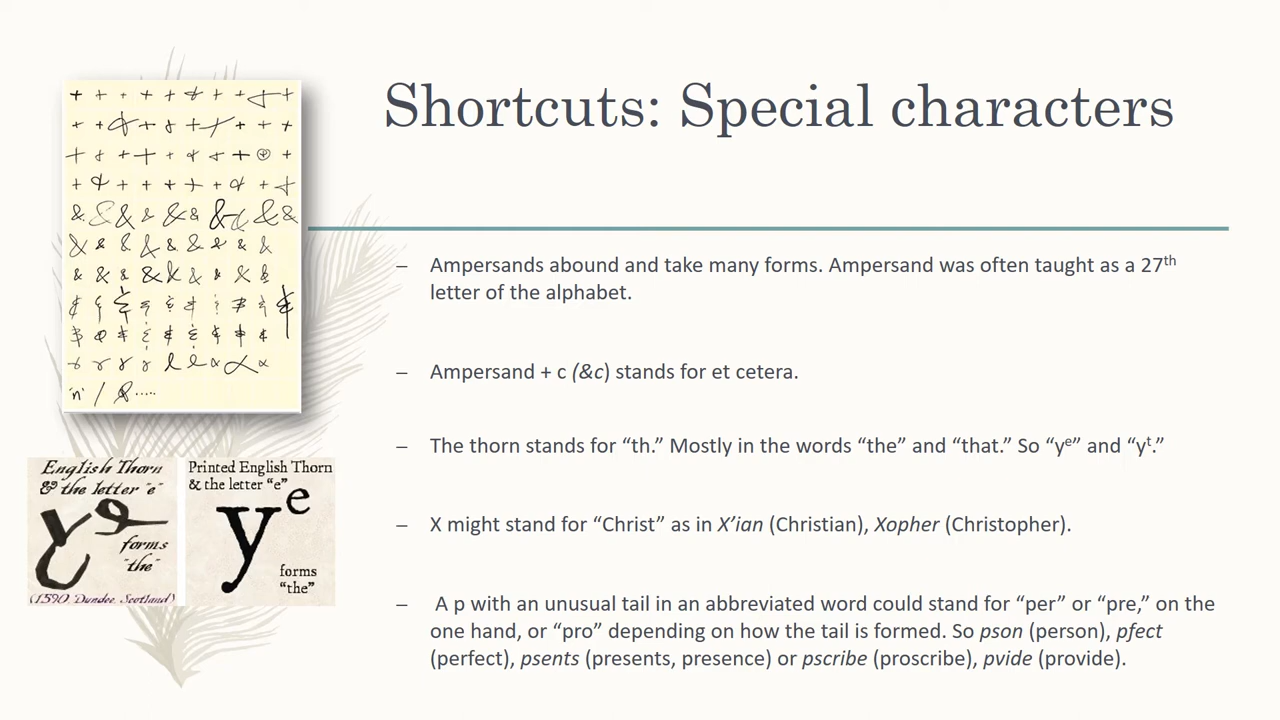 Shortcuts: Special characters
– Ampersands abound and take many forms. Ampersand was often taught as a 27th
letter of the alphabet.
– Ampersand + c (&c) stands for et cetera.
– The thorn stands for “th.” Mostly in the words “the” and “that.” So “ye” and “yt.”
– X might stand for “Christ” as in X’ian (Christian), Xopher (Christopher).
– A p with an unusual tail in an abbreviated word could stand for “per” or “pre,” on the
one hand, or “pro” depending on how the tail is formed. So pson (person), pfect
(perfect), psents (presents, presence) or pscribe (proscribe), pvide (provide).
English Thorn
& the letter "e"
ye
forms
"the"
(1590, Dundee, Scotland)
Printed English Thorn
& the letter “e”
ye
forms
“the”